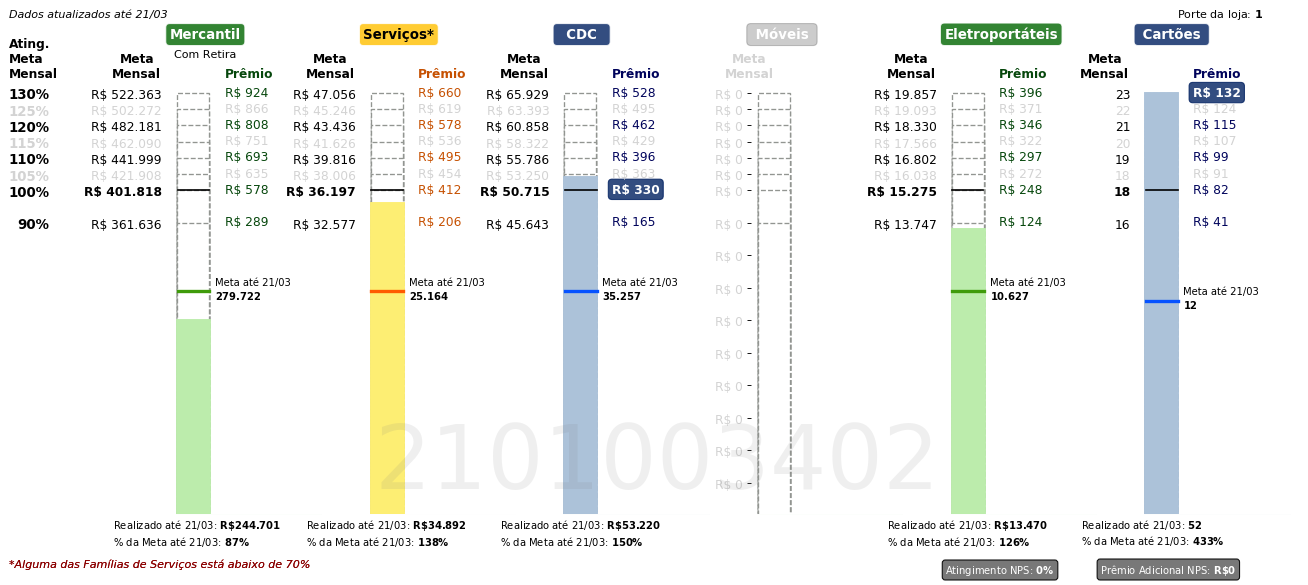 Dados atualizados até 21/03
Porte da loja: 1
Mercantil Serviços* CDC Móveis Eletroportáteis Cartões
Ating. Meta Mensal
Com Retira
Meta Mensal Prêmio Meta Mensal Prêmio Meta Mensal Prêmio Meta Mensal Meta Mensal Prêmio Meta Mensal Prêmio
130% R$ 522.363 R$ 924 R$ 47.056 R$ 660 R$ 65.929 R$ 528 R$ 0 R$ 19.857 R$ 396 23 R$ 132
125% R$ 502.272 R$ 866 R$ 45.246 R$ 619 R$ 63.393 R$ 495 R$ 0 R$ 19.093 R$ 371 22 R$ 124
120% R$ 482.181 R$ 808 R$ 43.436 R$ 578 R$ 60.858 R$ 462 R$ 0 R$ 18.330 R$ 346 21 R$ 115
115% R$ 462.090 R$ 751 R$ 41.626 R$ 536 R$ 58.322 R$ 429 R$ 0 R$ 17.566 R$ 322 20 R$ 107
110% R$ 441.999 R$ 693 R$ 39.816 R$ 495 R$ 55.786 R$ 396 R$ 0 R$ 16.802 R$ 297 19 R$ 99
105% R$ 421.908 R$ 635 R$ 38.006 R$ 454 R$ 53.250 R$ 363 R$ 0 R$ 16.038 R$ 272 18 R$ 91
100% R$ 401.818 R$ 578 R$ 36.197 R$ 412 R$ 50.715 R$ 330 R$ 0 R$ 15.275 R$ 248 18 R$ 82
90% R$ 361.636 R$ 289 R$ 32.577 R$ 206 R$ 45.643 R$ 165 R$ 0 R$ 13.747 R$ 124 16 R$ 41
R$ 0
Meta até 21/03 Meta até 21/03 Meta até 21/03 R$ 0 Meta até 21/03 Meta até 21/03
279.722 25.164 35.257 10.627 12
R$ 0
R$ 0
R$ 0
R$ 0
R$ 0
R$ 0
2101003402
Realizado até 21/03: R$244.701 Realizado até 21/03: R$34.892 Realizado até 21/03: R$53.220 Realizado até 21/03: R$13.470 Realizado até 21/03: 52
% da Meta até 21/03: 87% % da Meta até 21/03: 138% % da Meta até 21/03: 150% % da Meta até 21/03: 126% % da Meta até 21/03: 433%
*Alguma das Famílias de Serviços está abaixo de 70%
Atingimento NPS: 0% Prêmio Adicional NPS: R$0